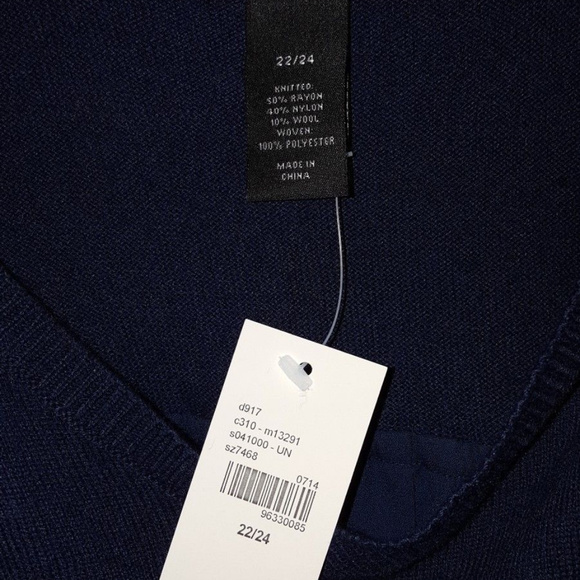 22/24
KNITTED:
50% RAYON
40% NYLON
10% WOOL
WOVEN:
100% POLYESTER
MADE IN
CHINA
d917
c310 - m13291
s041000 - UN
sz7468
0714
96330085
22/24